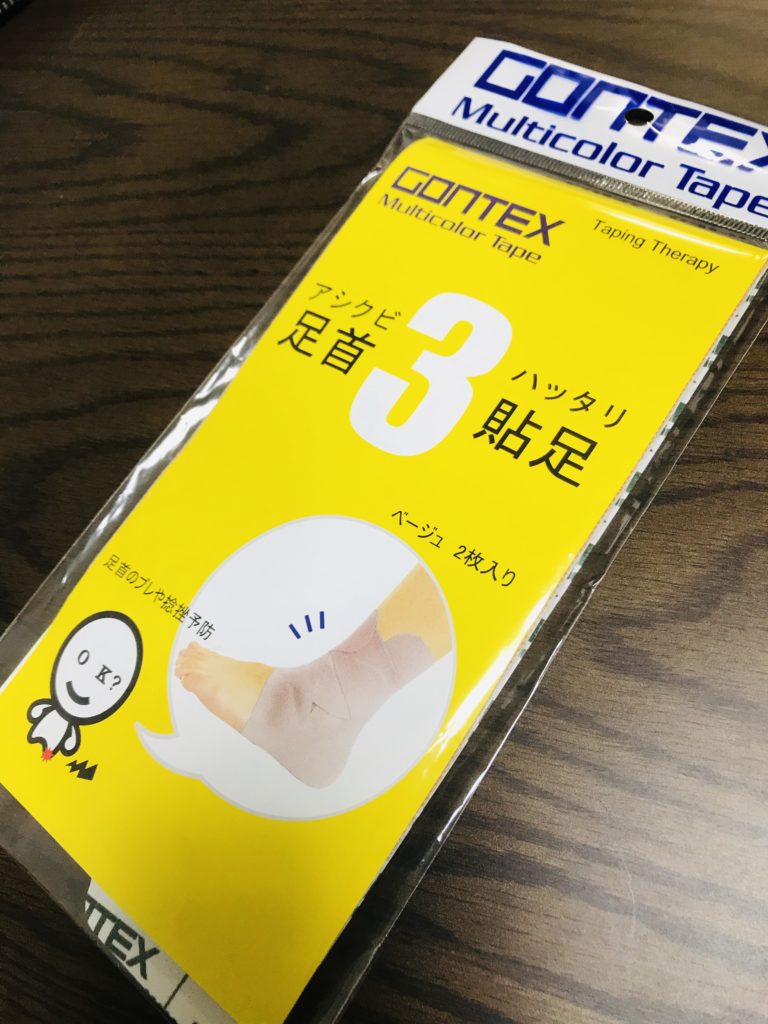 GONTEX
Multicolor Tape
GONTEX
Multicolor Tape
Taping Therapy
アシクビ
足首
3
ハッタリ
貼足
ベージュ 2枚入り
足首のブレや捻挫予防
O K?
TEX